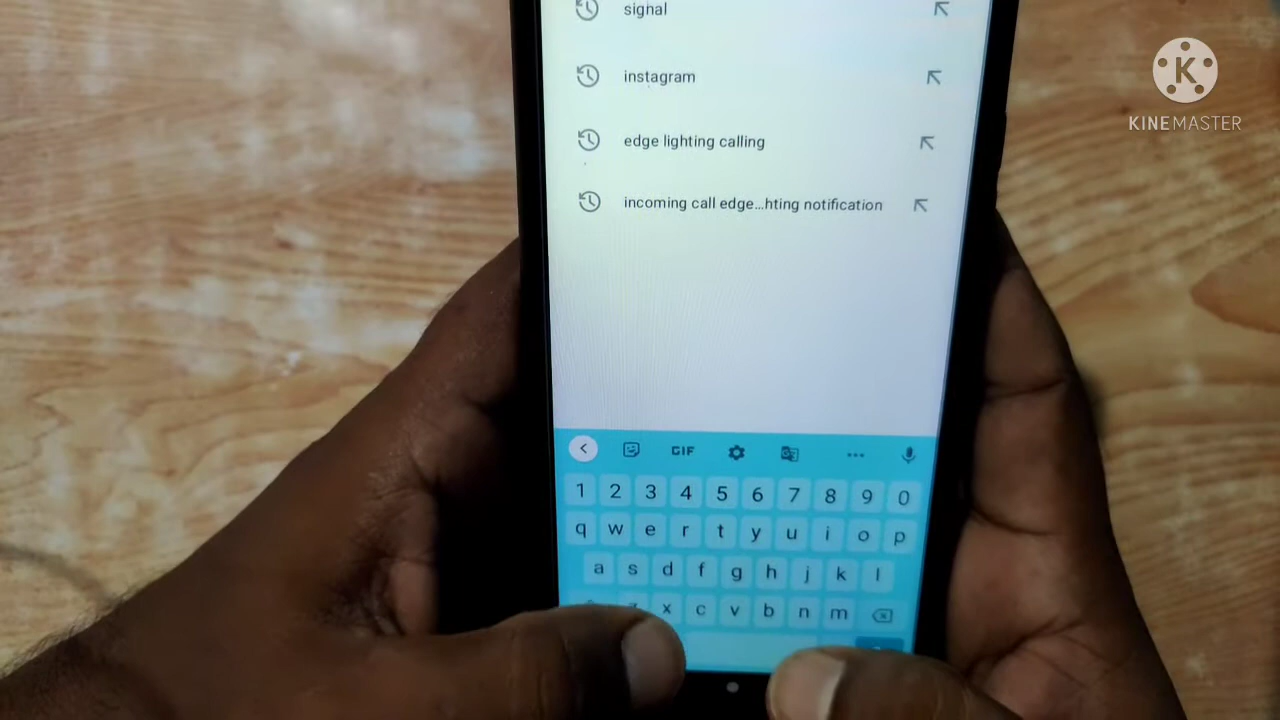 signal
instagram
edge lighting calling
incoming call edge...hting notification
KINEMASTER
GIF
1 2 3 4 5 6 7 8 9 0
q w e r t y u i o p
a s d f g h j k l
x c v b n m